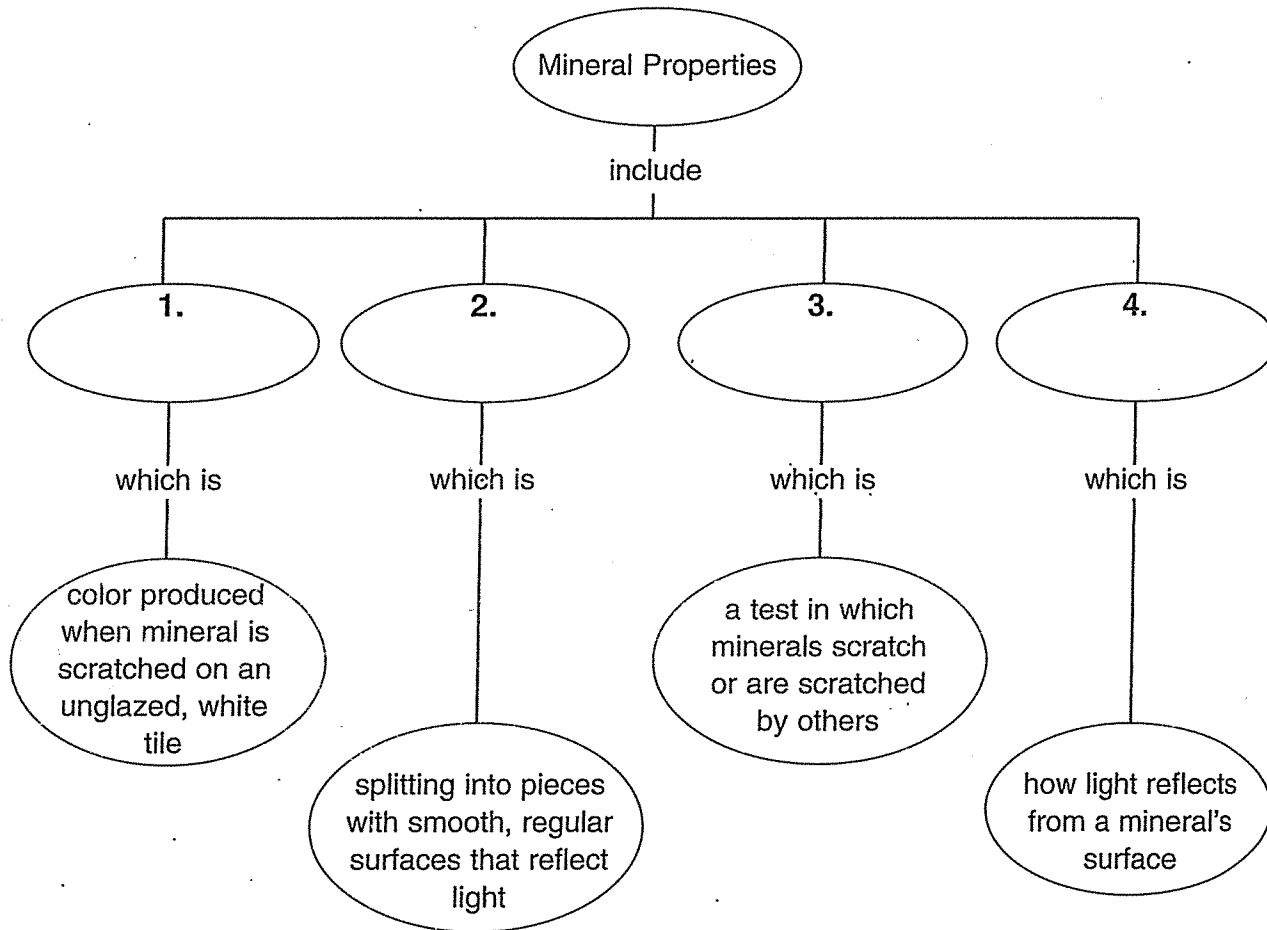 Mineral Properties
include
1.
2.
3.
4.
which is
which is
which is
which is
color produced
when mineral is
scratched on an
unglazed, white
tile
splitting into pieces
with smooth, regular
surfaces that reflect
light
a test in which
minerals scratch
or are scratched
by others
how light reflects
from a mineral's
surface